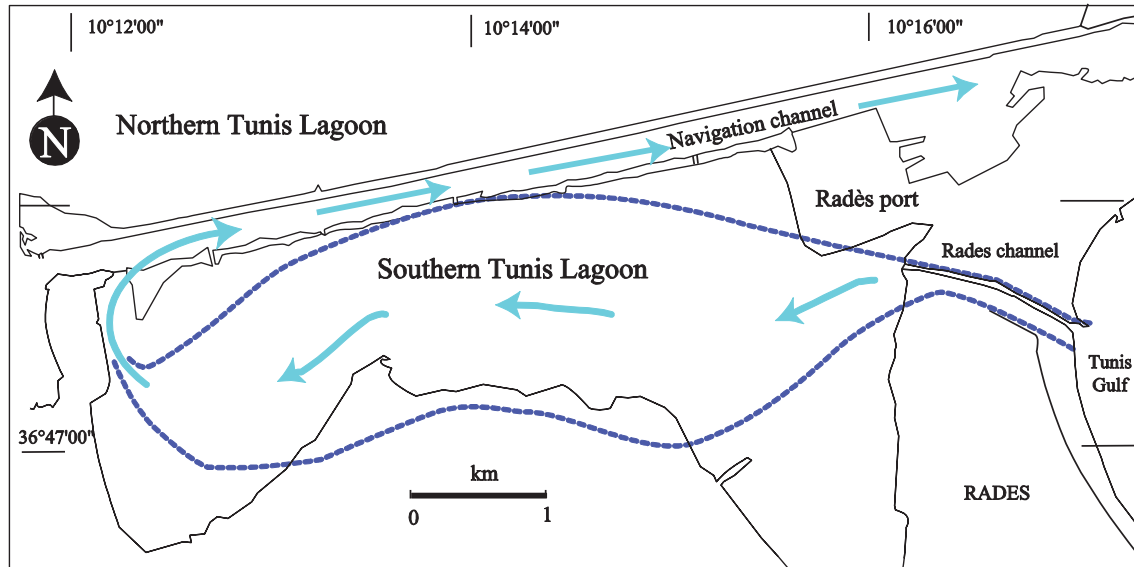 10°12'00"
10°14'00"
10°16'00"
N
Northern Tunis Lagoon
Navigation channel
Radès port
Rades channel
Southern Tunis Lagoon
Tunis
Gulf
36°47'00"
km
0
1
RADES